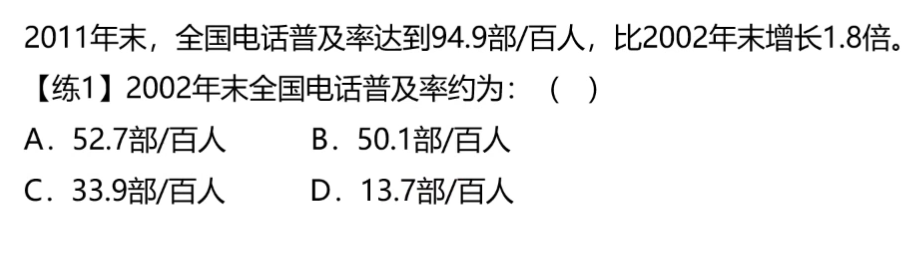 2011年末，全国电话普及率达到94.9部/百人，比2002年末增长1.8倍。
【练1】2002年末全国电话普及率约为：（ ）
A．52.7部/百人 B．50.1部/百人
C．33.9部/百人 D．13.7部/百人